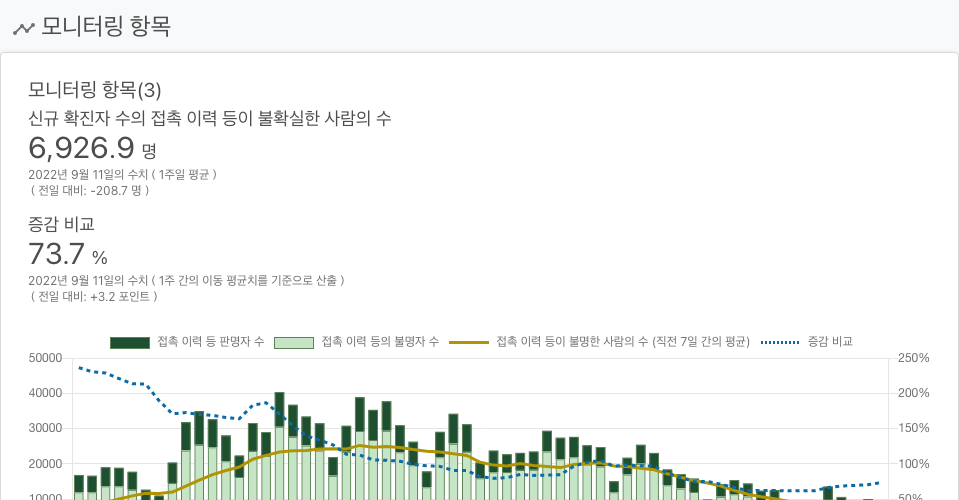 모니터링 항목
모니터링 항목(3)
신규 확진자 수의 접촉 이력 등이 불확실한 사람의 수
6,926.9 명
2022년 9월 11일의 수치 ( 1주일 평균 )
( 전일 대비: -208.7 명 )
증감 비교
73.7 %
2022년 9월 11일의 수치 ( 1주 간의 이동 평균치를 기준으로 산출 )
( 전일 대비: +3.2 포인트 )
접촉 이력 등 판명자 수 접촉 이력 등의 불명자 수 접촉 이력 등이 불명한 사람의 수 (직전 7일 간의 평균) 증감 비교
50000 250%
40000 200%
30000 150%
20000 100%
10000 50%